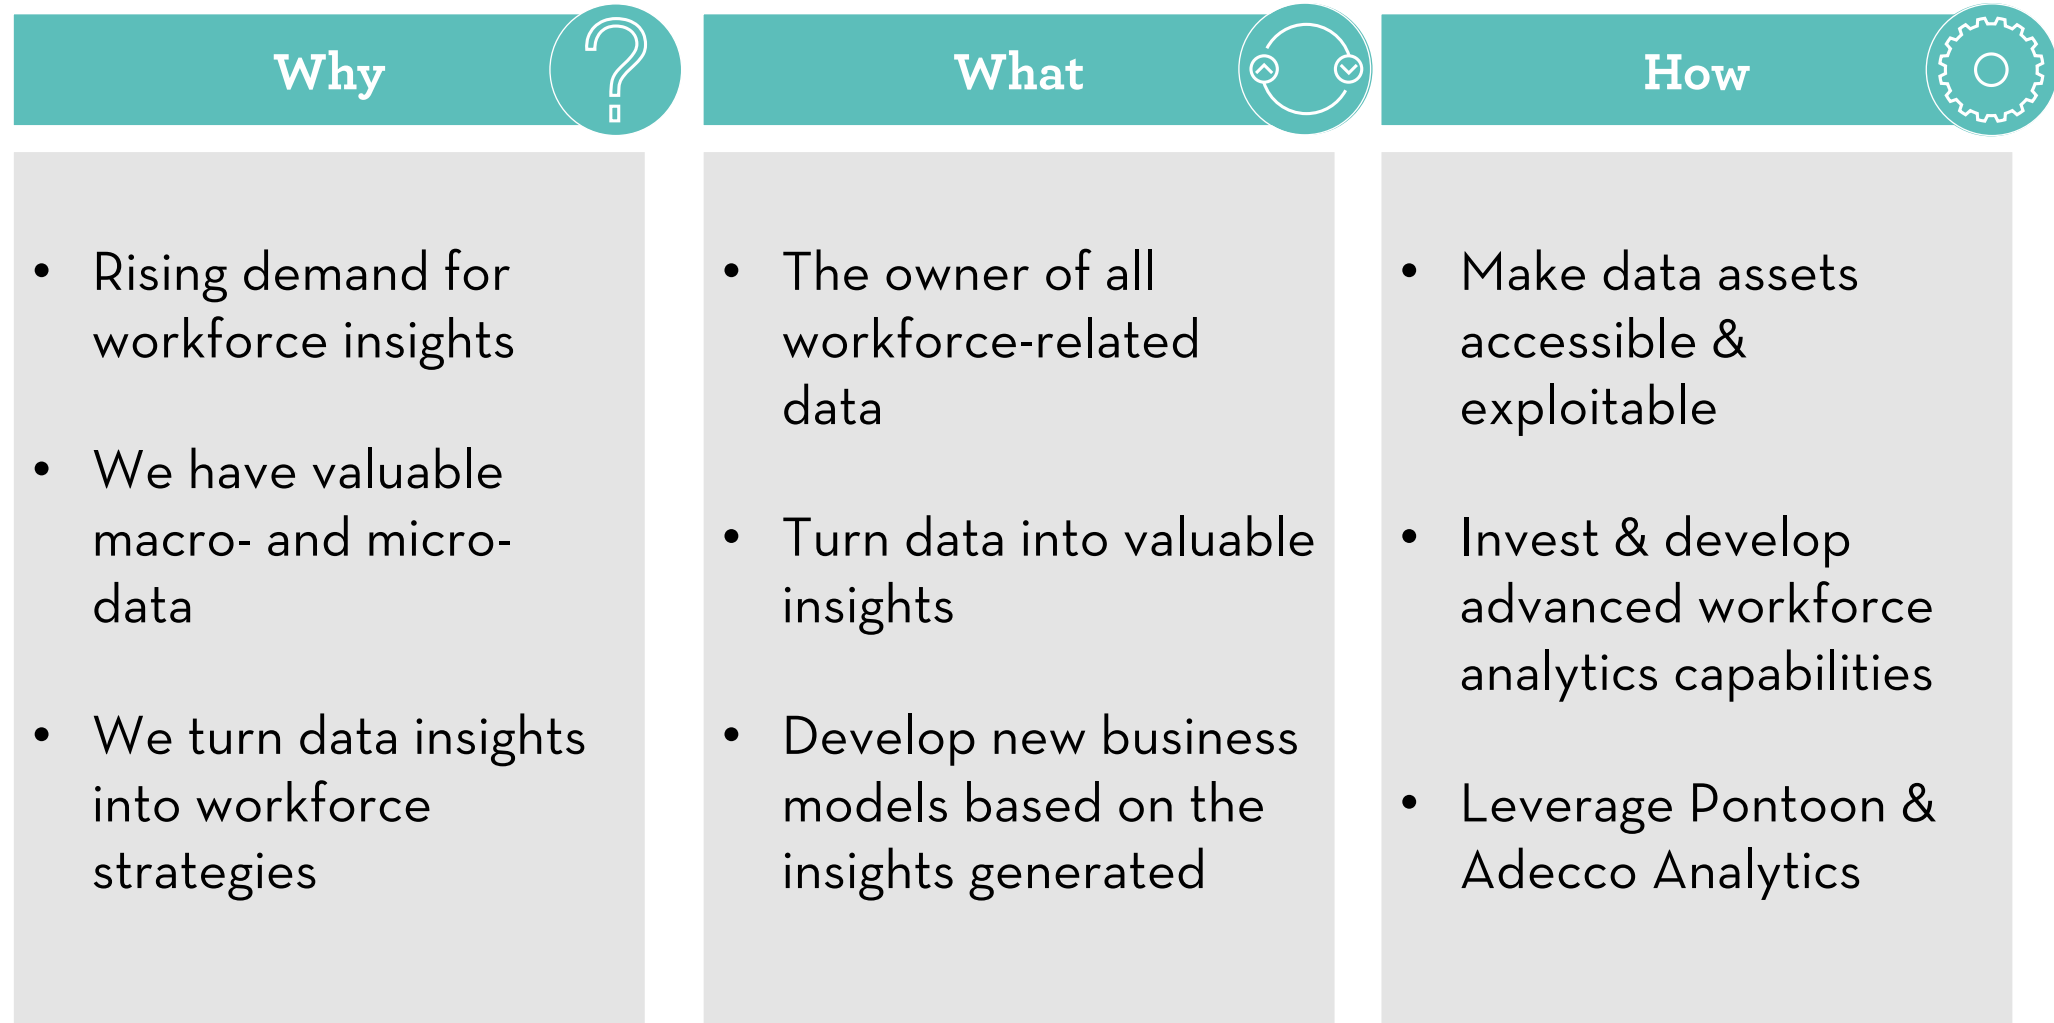 Why
• Rising demand for
workforce insights
• We have valuable
macro- and micro-
data
• We turn data insights
into workforce
strategies
What
• The owner of all
workforce-related
data
• Turn data into valuable
insights
• Develop new business
models based on the
insights generated
How
• Make data assets
accessible &
exploitable
• Invest & develop
advanced workforce
analytics capabilities
• Leverage Pontoon &
Adecco Analytics